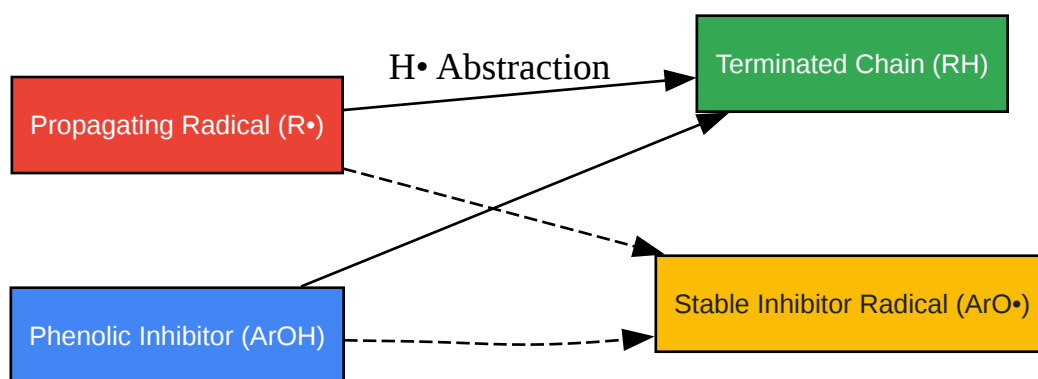 H• Abstraction
Terminated Chain (RH)
Propagating Radical (R•)
Stable Inhibitor Radical (ArO•)
Phenolic Inhibitor (ArOH)